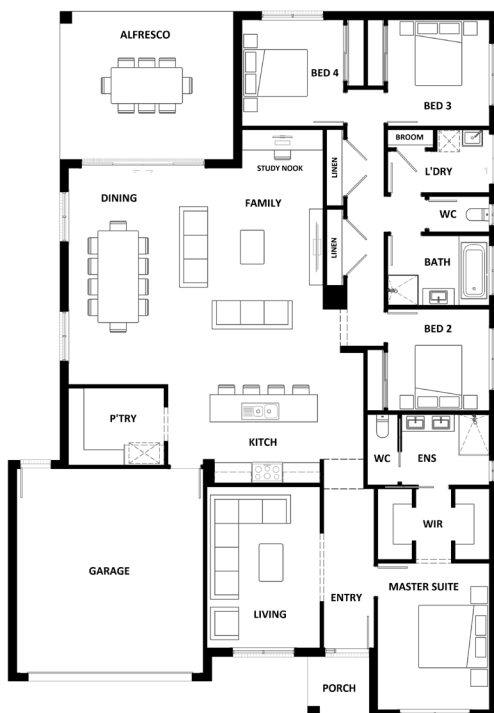 ALFRESCO
BED 4
BED 3
BROOM
LINEN
L'DRY
STUDY NOOK
DINING
FAMILY
WC
LINEN
BATH
BED 2
P'TRY
KITCH
WC
ENS
WIR
GARAGE
MASTER SUITE
ENTRY
LIVING
PORCH